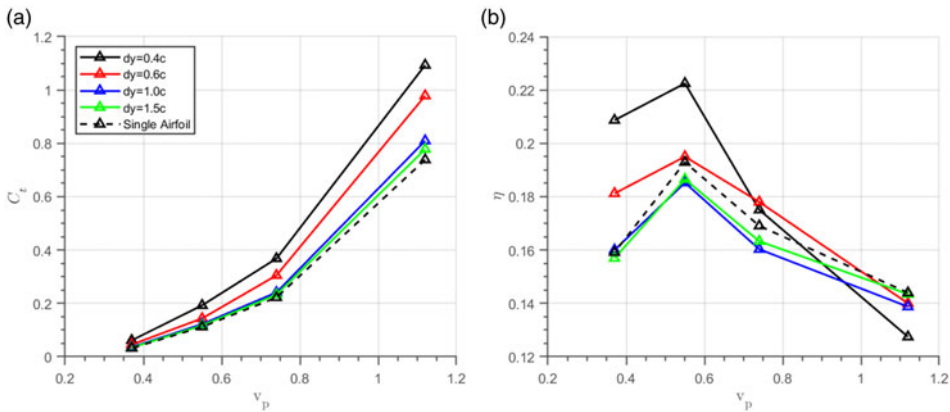 (a)
1.2
1
0.8
0.6
0.4
0.2
0
C_t
dy=0.4c
dy=0.6c
dy=1.0c
dy=1.5c
Single Airfoil
0.2 0.4 0.6 0.8 1 1.2
v_p
(b)
0.24
0.22
0.2
0.18
0.16
0.14
0.12
η
0.2 0.4 0.6 0.8 1 1.2
v_p